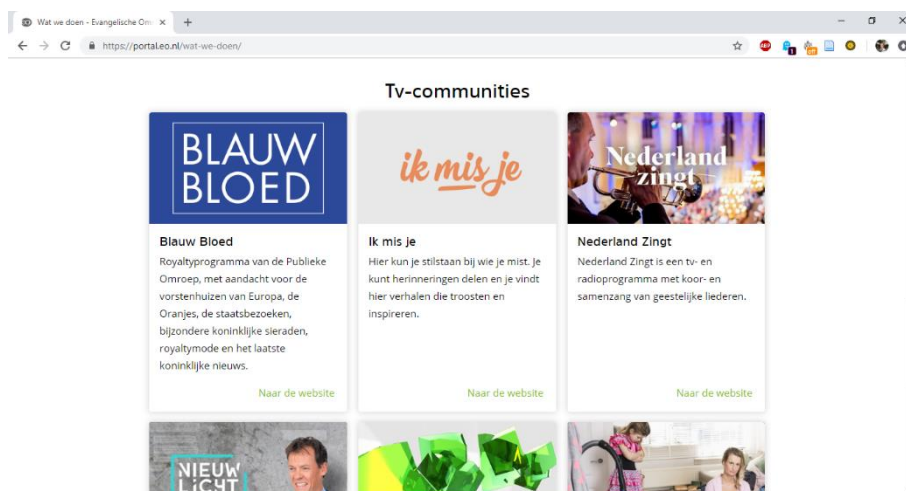 Wat we doen - Evangelische Om
https://portal.eo.nl/wat-we-doen/
Tv-communities
BLAUW
BLOED
Blauw Bloed
Royaltyprogramma van de Publieke
Omroep, met aandacht voor de
vorstenhuizen van Europa, de
Oranjes, de staatsbezoeken,
bijzondere koninklijke sieraden,
royaltymode en het laatste
koninklijke nieuws.
Naar de website
ik mis je
Ik mis je
Hier kun je stilstaan bij wie je mist. Je
kunt herinneringen delen en je vindt
hier verhalen die troosten en
inspireren.
Naar de website
Nederland
zingt
Nederland Zingt
Nederland Zingt is een tv- en
radioprogramma met koor- en
samenzang van geestelijke liederen.
Naar de website
NIEUW
LICHT